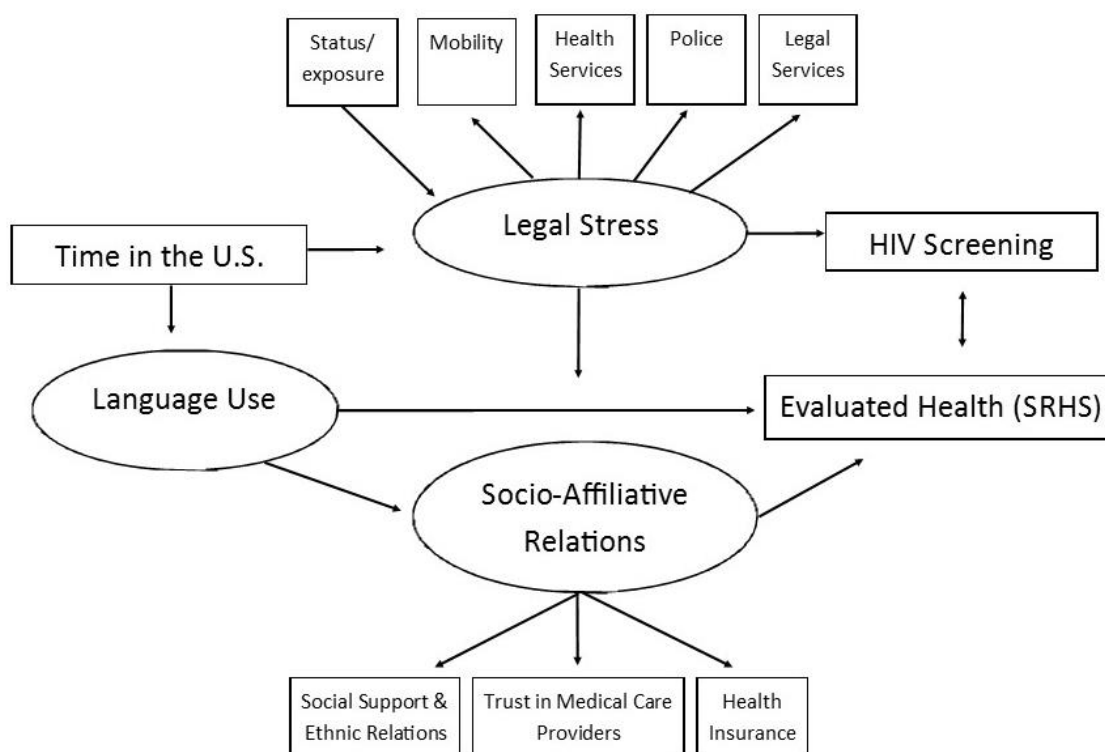 Status/
exposure
Mobility
Health
Services
Police
Legal
Services
Legal Stress
Time in the U.S.
HIV Screening
Language Use
Evaluated Health (SRHS)
Socio-Affiliative
Relations
Social Support &
Ethnic Relations
Trust in Medical Care
Providers
Health
Insurance